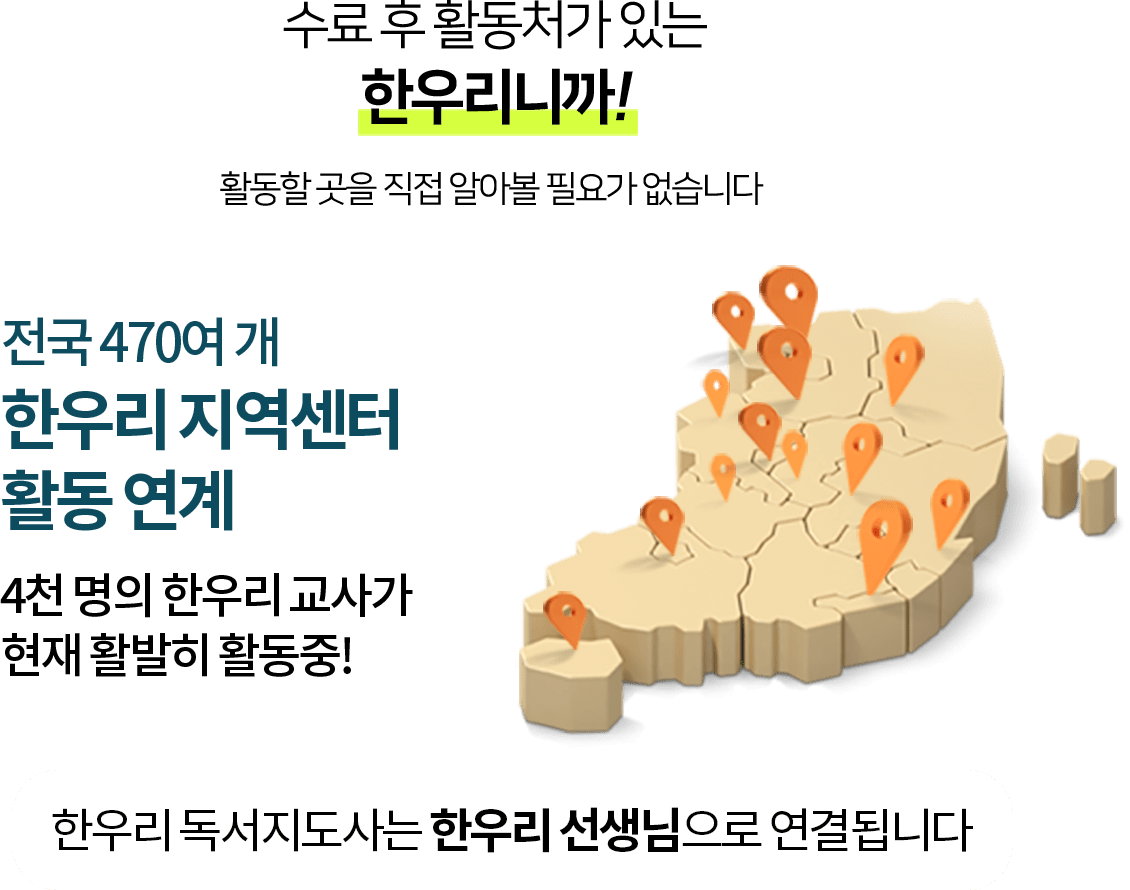 수료 후 활동처가 있는
한우리니까!
활동할 곳을 직접 알아볼 필요가 없습니다
전국 470여 개
한우리 지역센터
활동 연계
4천 명의 한우리 교사가
현재 활발히 활동중!
한우리 독서지도사는 한우리 선생님으로 연결됩니다